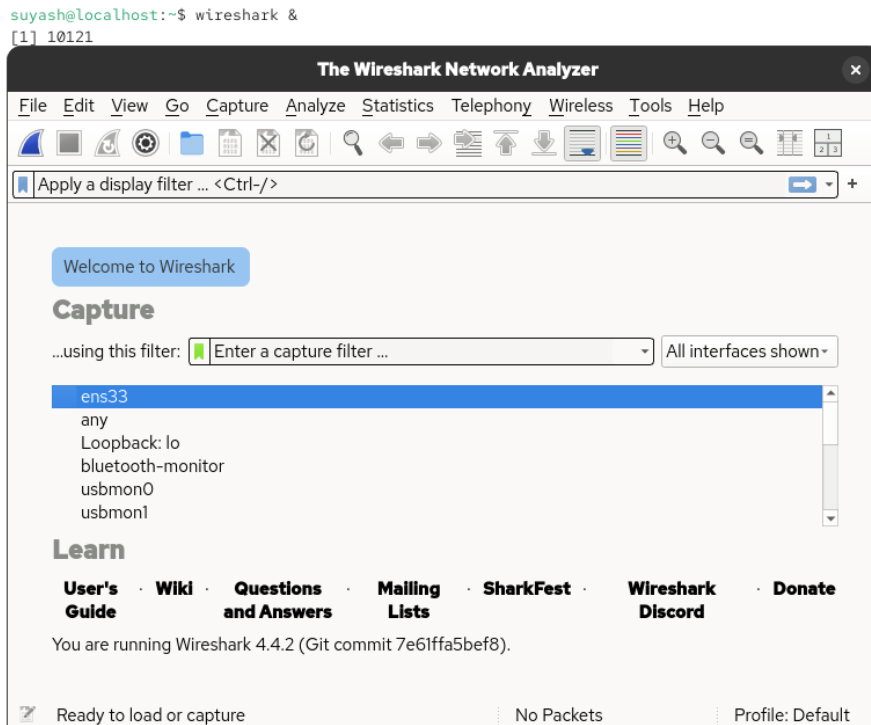 suyash@localhost:~$ wireshark &
[1] 10121
The Wireshark Network Analyzer
File Edit View Go Capture Analyze Statistics Telephony Wireless Tools Help
Apply a display filter ... <Ctrl-/>
Welcome to Wireshark
Capture
...using this filter: Enter a capture filter ... All interfaces shown
ens33
any
Loopback: lo
bluetooth-monitor
usbmon0
usbmon1
Learn
User's Guide · Wiki · Questions and Answers · Mailing Lists · SharkFest · Wireshark Discord · Donate
You are running Wireshark 4.4.2 (Git commit 7e61ffa5bef8).
Ready to load or capture No Packets Profile: Default